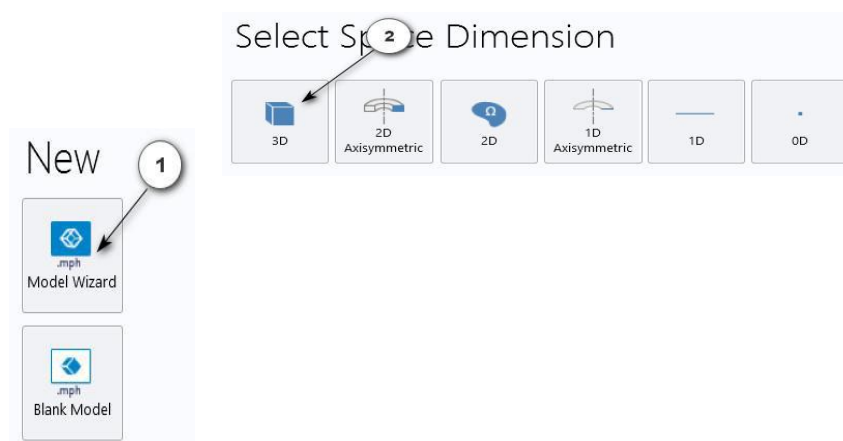 Select Space Dimension
2
3D
2D
Axisymmetric
2D
Ω
1D
Axisymmetric
1D
0D
New
1
.mph
Model Wizard
.mph
Blank Model